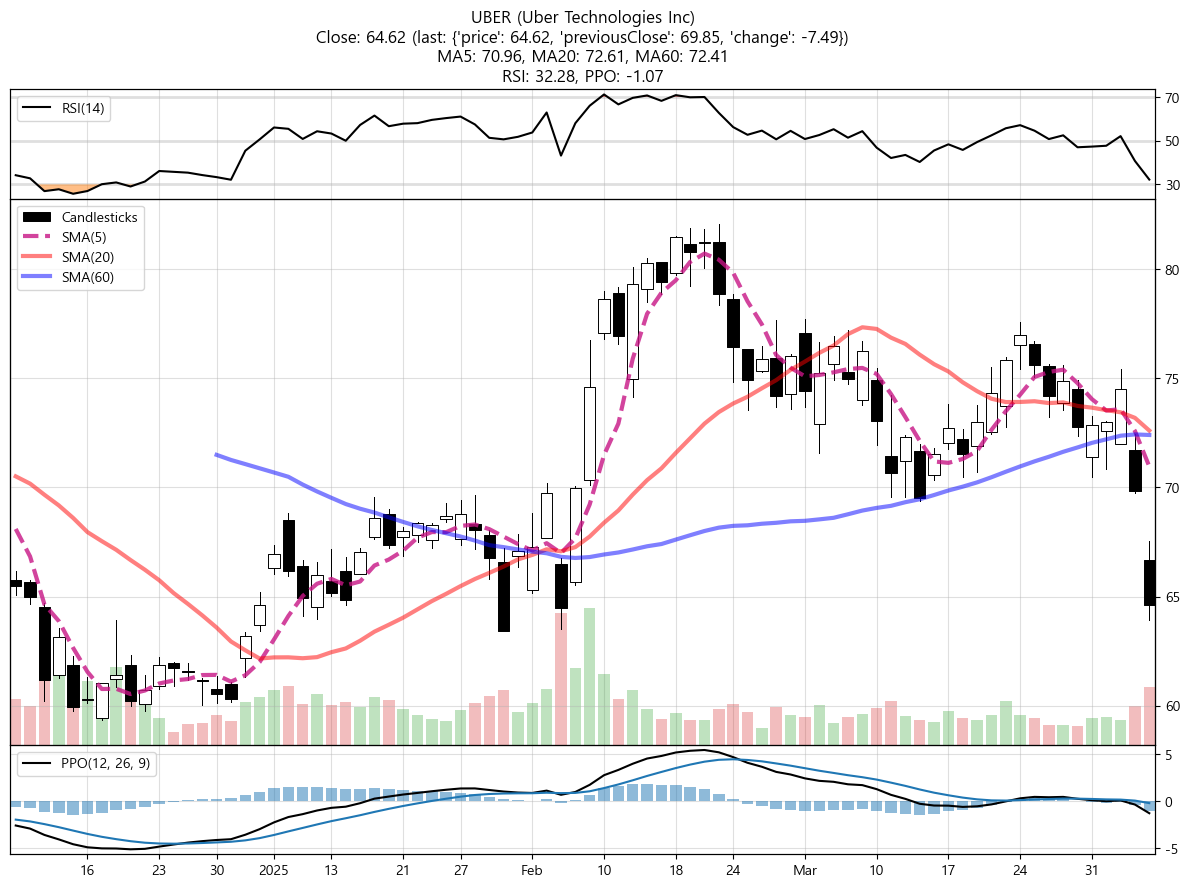 UBER (Uber Technologies Inc)
Close: 64.62 (last: {'price': 64.62, 'previousClose': 69.85, 'change': -7.49})
MA5: 70.96, MA20: 72.61, MA60: 72.41
RSI: 32.28, PPO: -1.07
RSI(14)
70
50
30
Candlesticks
SMA(5)
SMA(20)
SMA(60)
80
75
70
65
60
PPO(12, 26, 9)
5
0
-5
16 23 30 2025 13 21 27 Feb 10 18 24 Mar 10 17 24 31